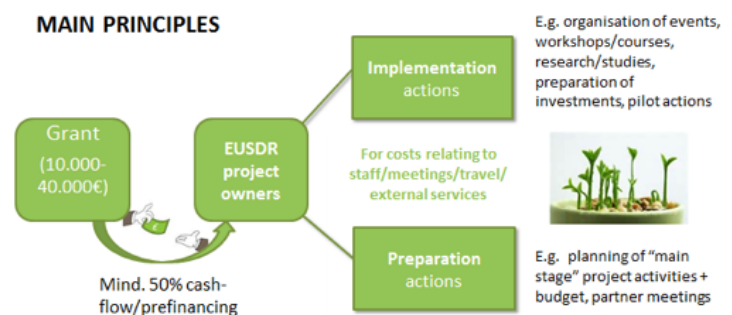 MAIN PRINCIPLES
Grant
(10.000-
40.000€)
Mind. 50% cash-
flow/prefinancing
EUSDR
project
owners
Implementation
actions
E.g. organisation of events,
workshops/courses,
research/studies,
preparation of
investments, pilot actions
For costs relating to
staff/meetings/travel/
external services
Preparation
actions
E.g. planning of “main
stage” project activities +
budget, partner meetings